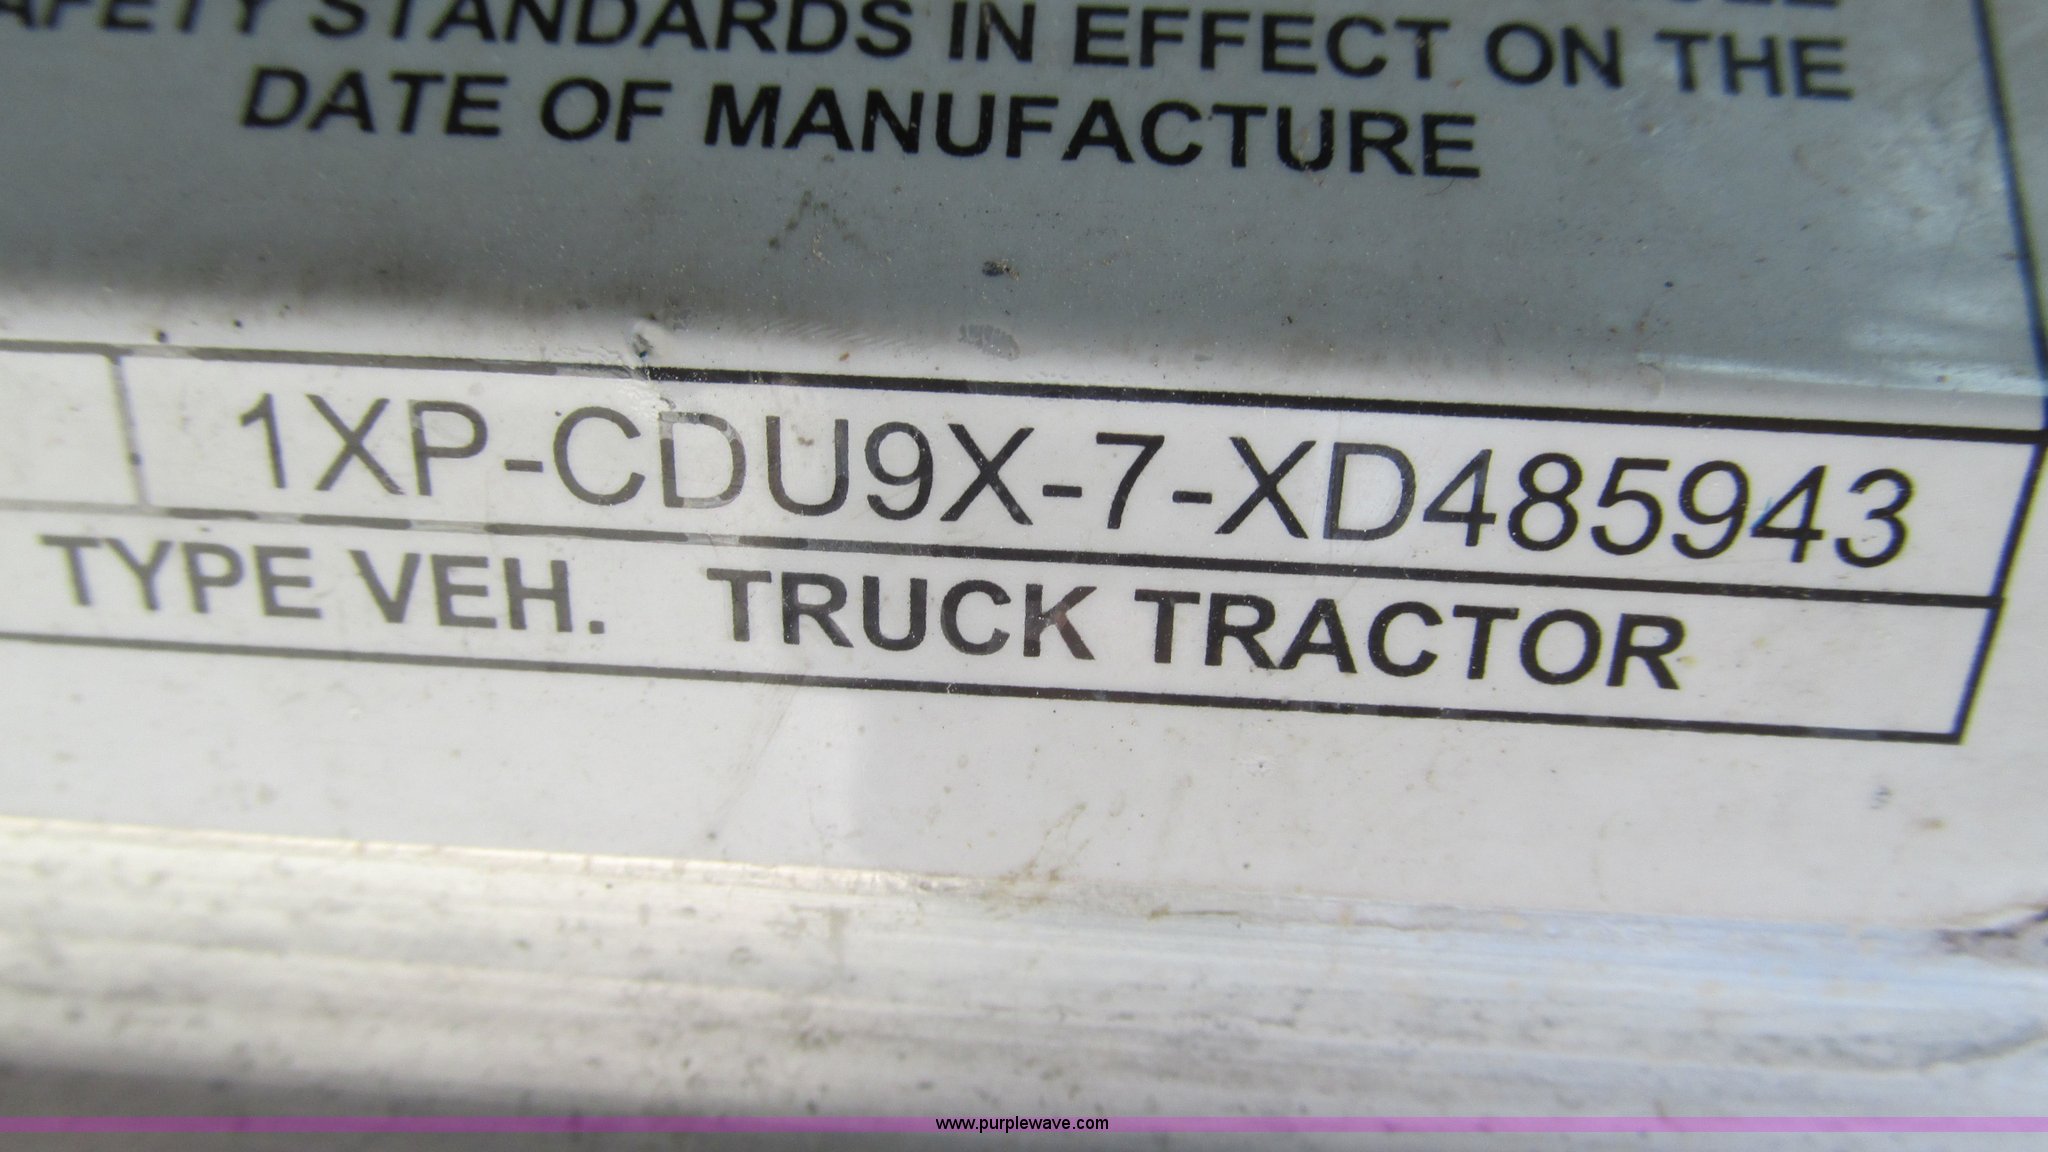 AFETY STANDARDS IN EFFECT ON THE
DATE OF MANUFACTURE
1XP-CDU9X-7-XD485943
TYPE VEH. TRUCK TRACTOR
www.purplewave.com